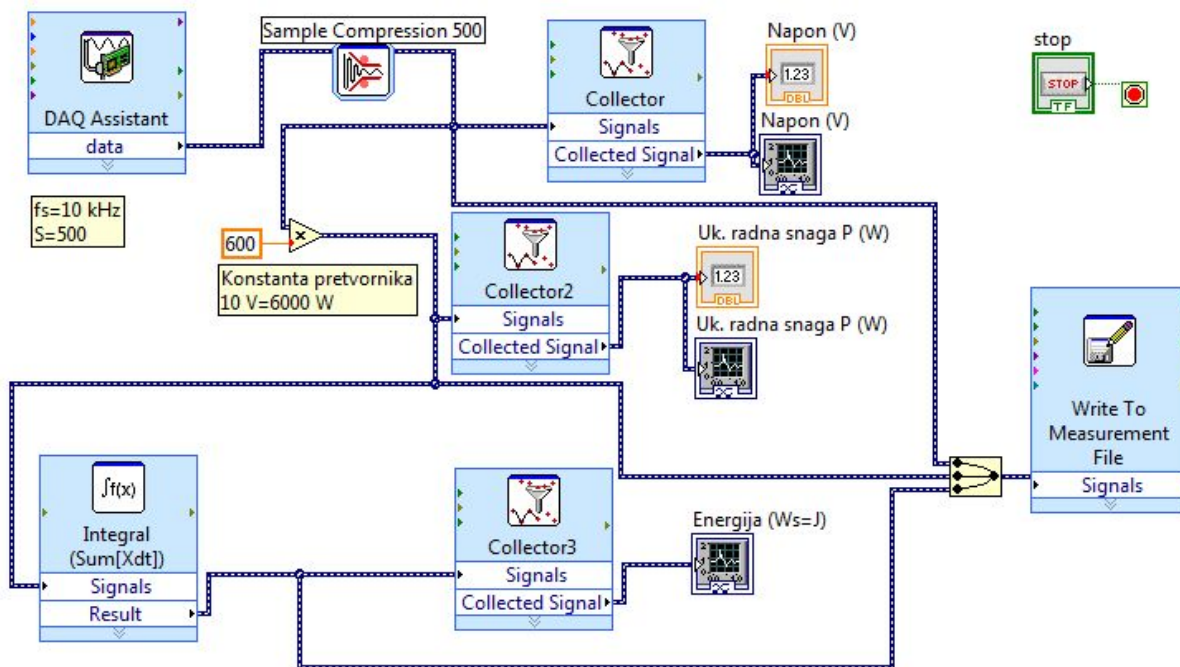 Sample Compression 500
DAQ Assistant
data
Collector
Signals
Collected Signal
Napon (V)
1.23
DBL
Napon (V)
stop
STOP
TF
fs=10 kHz
S=500
600
Konstanta pretvornika
10 V=6000 W
Collector2
Signals
Collected Signal
Uk. radna snaga P (W)
1.23
DBL
Uk. radna snaga P (W)
Write To
Measurement
File
Signals
∫f(x)
Integral
(Sum[Xdt])
Signals
Result
Collector3
Signals
Collected Signal
Energija (Ws=J)